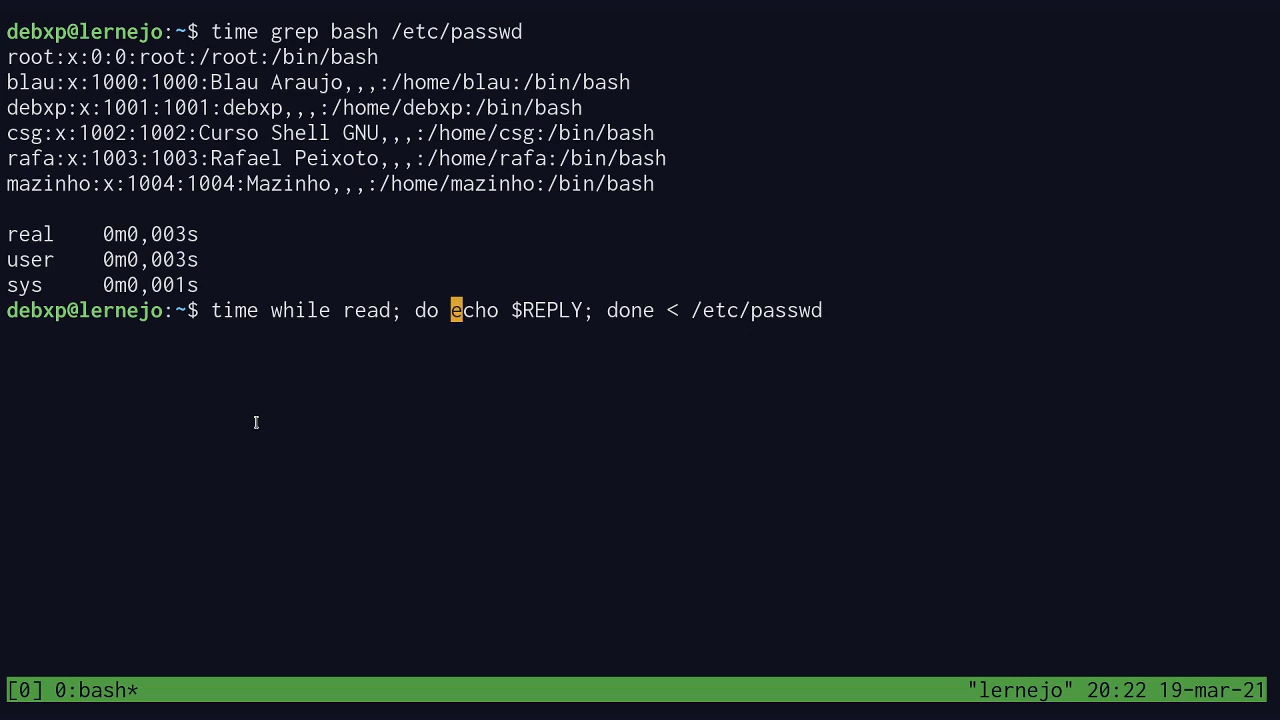 debxp@lernejo:~$ time grep bash /etc/passwd
root:x:0:0:root:/root:/bin/bash
blau:x:1000:1000:Blau Araujo,,,:/home/blau:/bin/bash
debxp:x:1001:1001:debxp,,,:/home/debxp:/bin/bash
csg:x:1002:1002:Curso Shell GNU,,,:/home/csg:/bin/bash
rafa:x:1003:1003:Rafael Peixoto,,,:/home/rafa:/bin/bash
mazinho:x:1004:1004:Mazinho,,,:/home/mazinho:/bin/bash
real    0m0,003s
user    0m0,003s
sys     0m0,001s
debxp@lernejo:~$ time while read; do echo $REPLY; done < /etc/passwd
[0] 0:bash* "lernejo" 20:22 19-mar-21